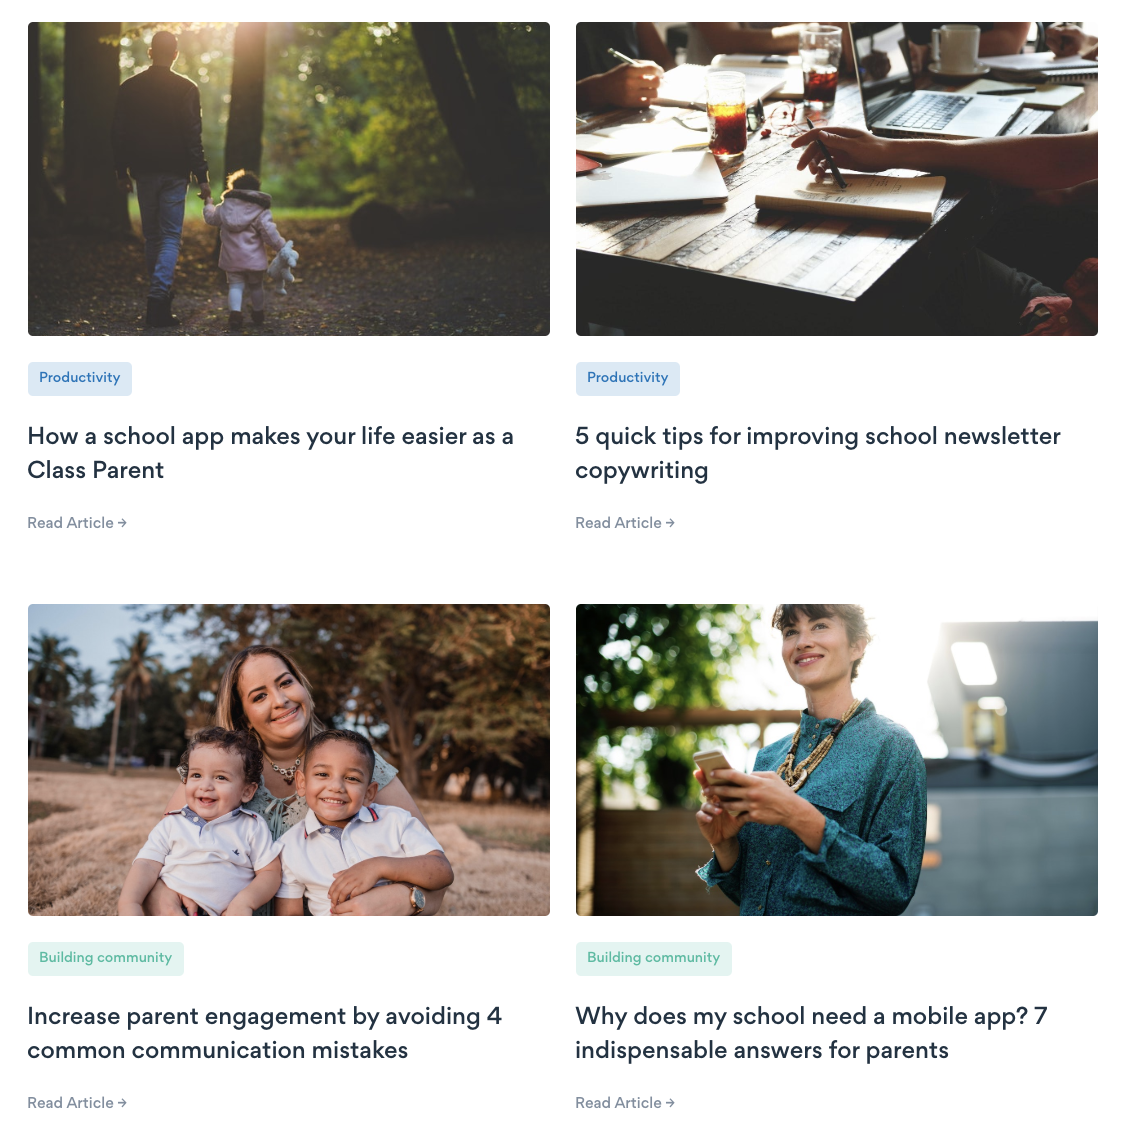 Productivity
How a school app makes your life easier as a
Class Parent
Read Article →
Productivity
5 quick tips for improving school newsletter
copywriting
Read Article →
Building community
Increase parent engagement by avoiding 4
common communication mistakes
Read Article →
Building community
Why does my school need a mobile app? 7
indispensable answers for parents
Read Article →